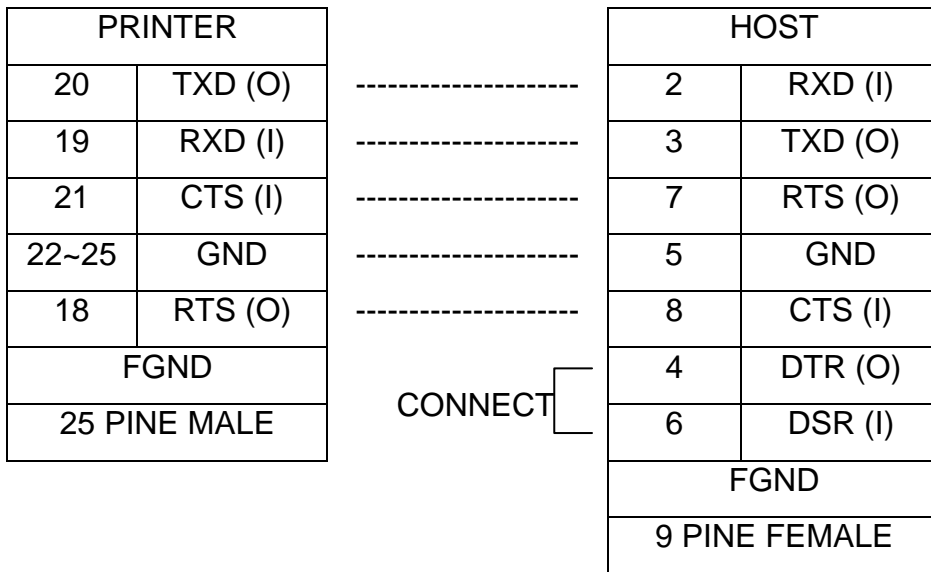 PRINTER HOST
20 TXD (O) --------------------- 2 RXD (I)
19 RXD (I) --------------------- 3 TXD (O)
21 CTS (I) --------------------- 7 RTS (O)
22~25 GND --------------------- 5 GND
18 RTS (O) --------------------- 8 CTS (I)
FGND 4 DTR (O)
CONNECT
25 PINE MALE 6 DSR (I)
FGND
9 PINE FEMALE